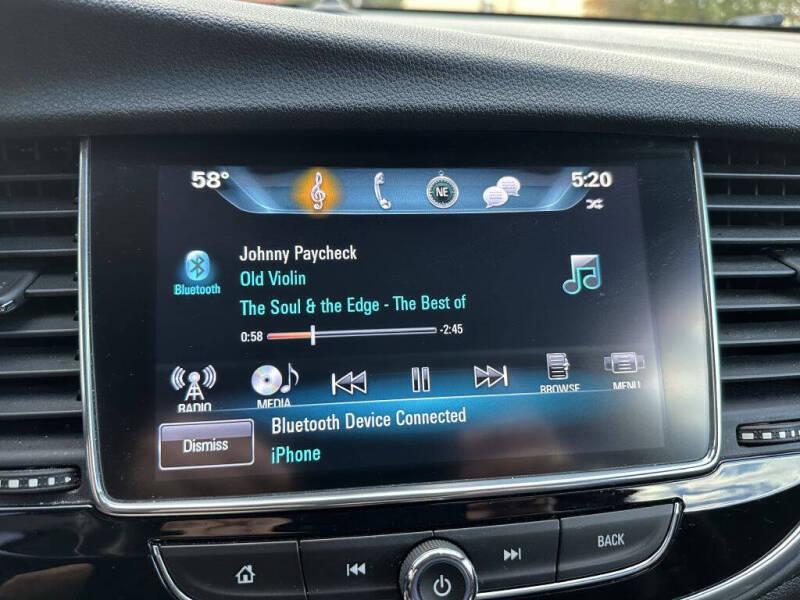 58°
NE
5:20
Johnny Paycheck
Bluetooth
Old Violin
The Soul & the Edge - The Best of
0:58
-2:45
RADIO
MEDIA
BROWSE
MENU
Dismiss
Bluetooth Device Connected
iPhone
BACK